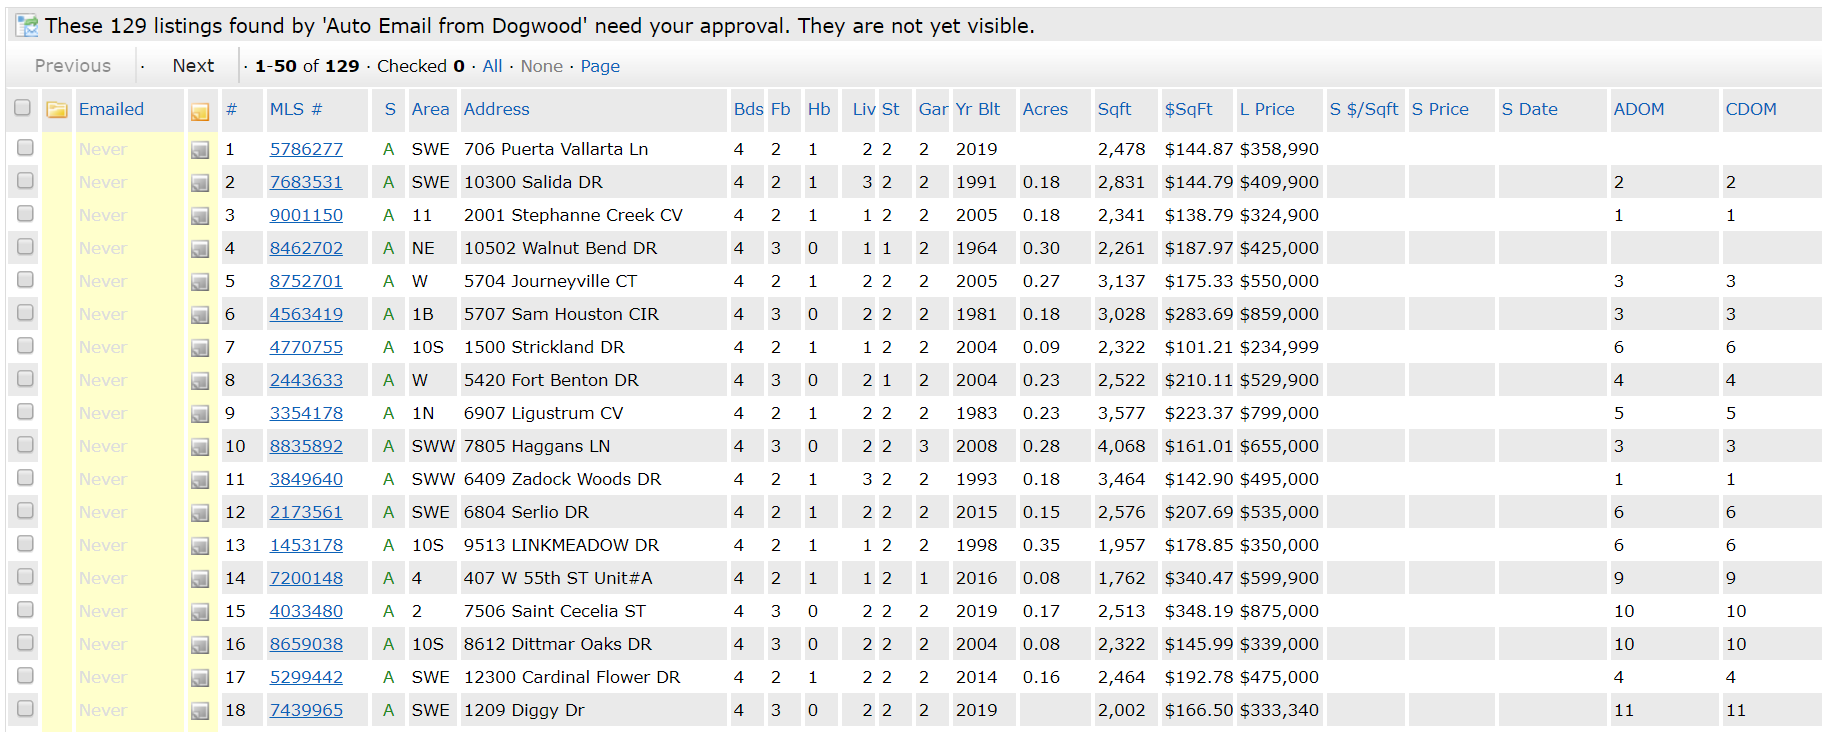 These 129 listings found by 'Auto Email from Dogwood' need your approval. They are not yet visible.
Previous · Next · 1-50 of 129 · Checked 0 · All · None · Page
Emailed # MLS # S Area Address Bds Fb Hb Liv St Gar Yr Blt Acres Sqft $SqFt L Price S $/Sqft S Price S Date ADOM CDOM
Never 1 5786277 A SWE 706 Puerta Vallarta Ln 4 2 1 2 2 2 2019 2,478 $144.87 $358,990
Never 2 7683531 A SWE 10300 Salida DR 4 2 1 3 2 2 1991 0.18 2,831 $144.79 $409,900 2 2
Never 3 9001150 A 11 2001 Stephanne Creek CV 4 2 1 1 2 2 2005 0.18 2,341 $138.79 $324,900 1 1
Never 4 8462702 A NE 10502 Walnut Bend DR 4 3 0 1 1 2 1964 0.30 2,261 $187.97 $425,000
Never 5 8752701 A W 5704 Journeyville CT 4 2 1 2 2 2 2005 0.27 3,137 $175.33 $550,000 3 3
Never 6 4563419 A 1B 5707 Sam Houston CIR 4 3 0 2 2 2 1981 0.18 3,028 $283.69 $859,000 3 3
Never 7 4770755 A 10S 1500 Strickland DR 4 2 1 1 2 2 2004 0.09 2,322 $101.21 $234,999 6 6
Never 8 2443633 A W 5420 Fort Benton DR 4 3 0 2 1 2 2004 0.23 2,522 $210.11 $529,900 4 4
Never 9 3354178 A 1N 6907 Ligustrum CV 4 2 1 2 2 2 1983 0.23 3,577 $223.37 $799,000 5 5
Never 10 8835892 A SWW 7805 Haggans LN 4 3 0 2 2 3 2008 0.28 4,068 $161.01 $655,000 3 3
Never 11 3849640 A SWW 6409 Zadock Woods DR 4 2 1 3 2 2 1993 0.18 3,464 $142.90 $495,000 1 1
Never 12 2173561 A SWE 6804 Serlio DR 4 2 1 2 2 2 2015 0.15 2,576 $207.69 $535,000 6 6
Never 13 1453178 A 10S 9513 LINKMEADOW DR 4 2 1 1 2 2 1998 0.35 1,957 $178.85 $350,000 6 6
Never 14 7200148 A 4 407 W 55th ST Unit#A 4 2 1 1 2 1 2016 0.08 1,762 $340.47 $599,900 9 9
Never 15 4033480 A 2 7506 Saint Cecelia ST 4 3 0 2 2 2 2019 0.17 2,513 $348.19 $875,000 10 10
Never 16 8659038 A 10S 8612 Dittmar Oaks DR 4 3 0 2 2 2 2004 0.08 2,322 $145.99 $339,000 10 10
Never 17 5299442 A SWE 12300 Cardinal Flower DR 4 2 1 2 2 2 2014 0.16 2,464 $192.78 $475,000 4 4
Never 18 7439965 A SWE 1209 Diggy Dr 4 3 0 2 2 2 2019 2,002 $166.50 $333,340 11 11